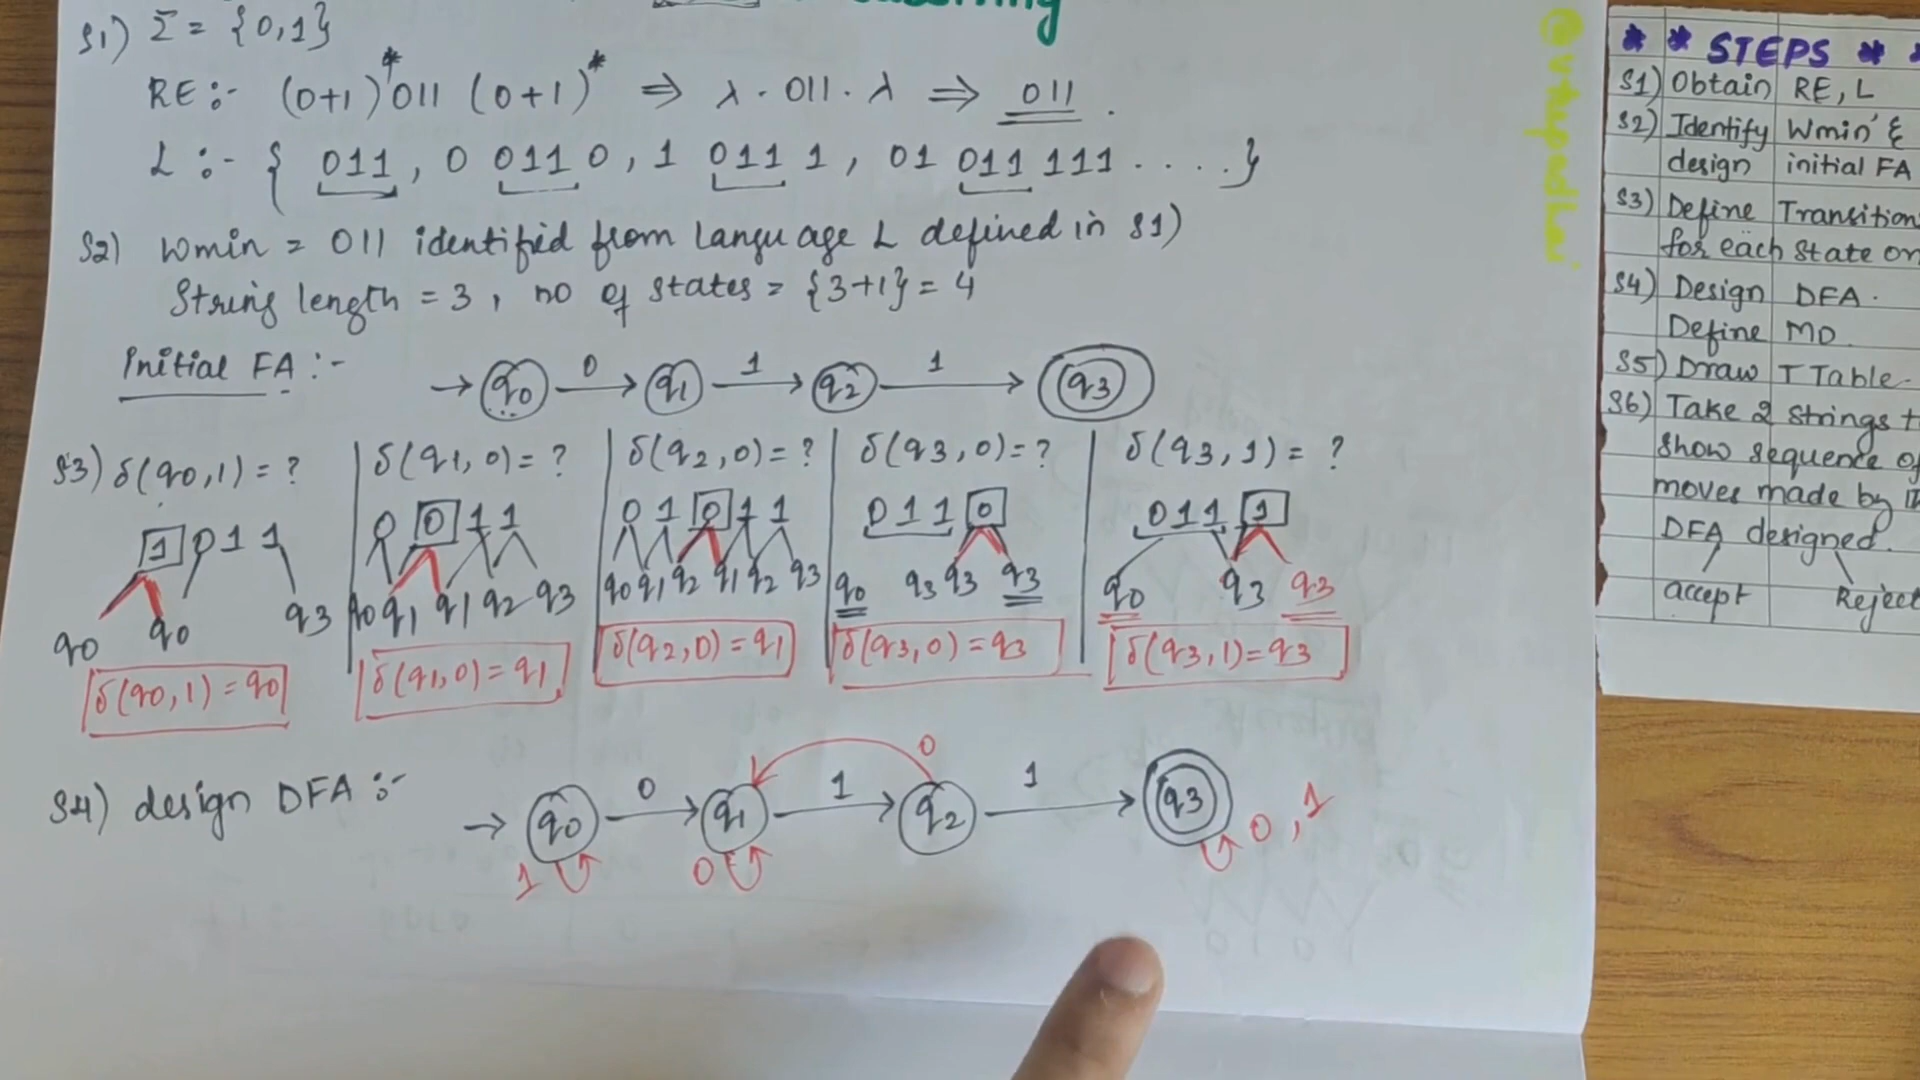 S1) Σ = {0,1}
RE :- (0+1)*011 (0+1)* ⇒ λ . 011 . λ ⇒ 011 .
L :- { 011 , 0 011 0 , 1 011 1 , 01 011 111 . . . . }
S2) Wmin = 011 identified from language L defined in S1)
String length = 3 , no of states = {3+1} = 4
Initial FA :- → q0 0 → q1 1 → q2 1 → q3
S3) δ(q0,1) = ? δ(q1,0) = ? δ(q2,0) = ? δ(q3,0) = ? δ(q3,1) = ?
1 0 1 1 0 0 1 1 0 1 0 1 1 0 1 1 0 0 1 1 1
q0 q0 q3 q0 q1 q1 q2 q3 q0 q1 q2 q1 q2 q3 q0 q3 q3 q3 q0 q3 q3
δ(q0,1) = q0 δ(q1,0) = q1 δ(q2,0) = q1 δ(q3,0) = q3 δ(q3,1) = q3
0
S4) design DFA :- → q0 0 → q1 1 → q2 1 → q3 0,1
1 0
@vtupadhai
* * STEPS *
S1) Obtain RE, L
S2) Identify Wmin' &
design initial FA
S3) Define Transition
for each State on
S4) Design DFA .
Define MD .
S5) Draw T Table .
S6) Take 2 Strings
show sequence of
moves made by
DFA designed .
accept Reject